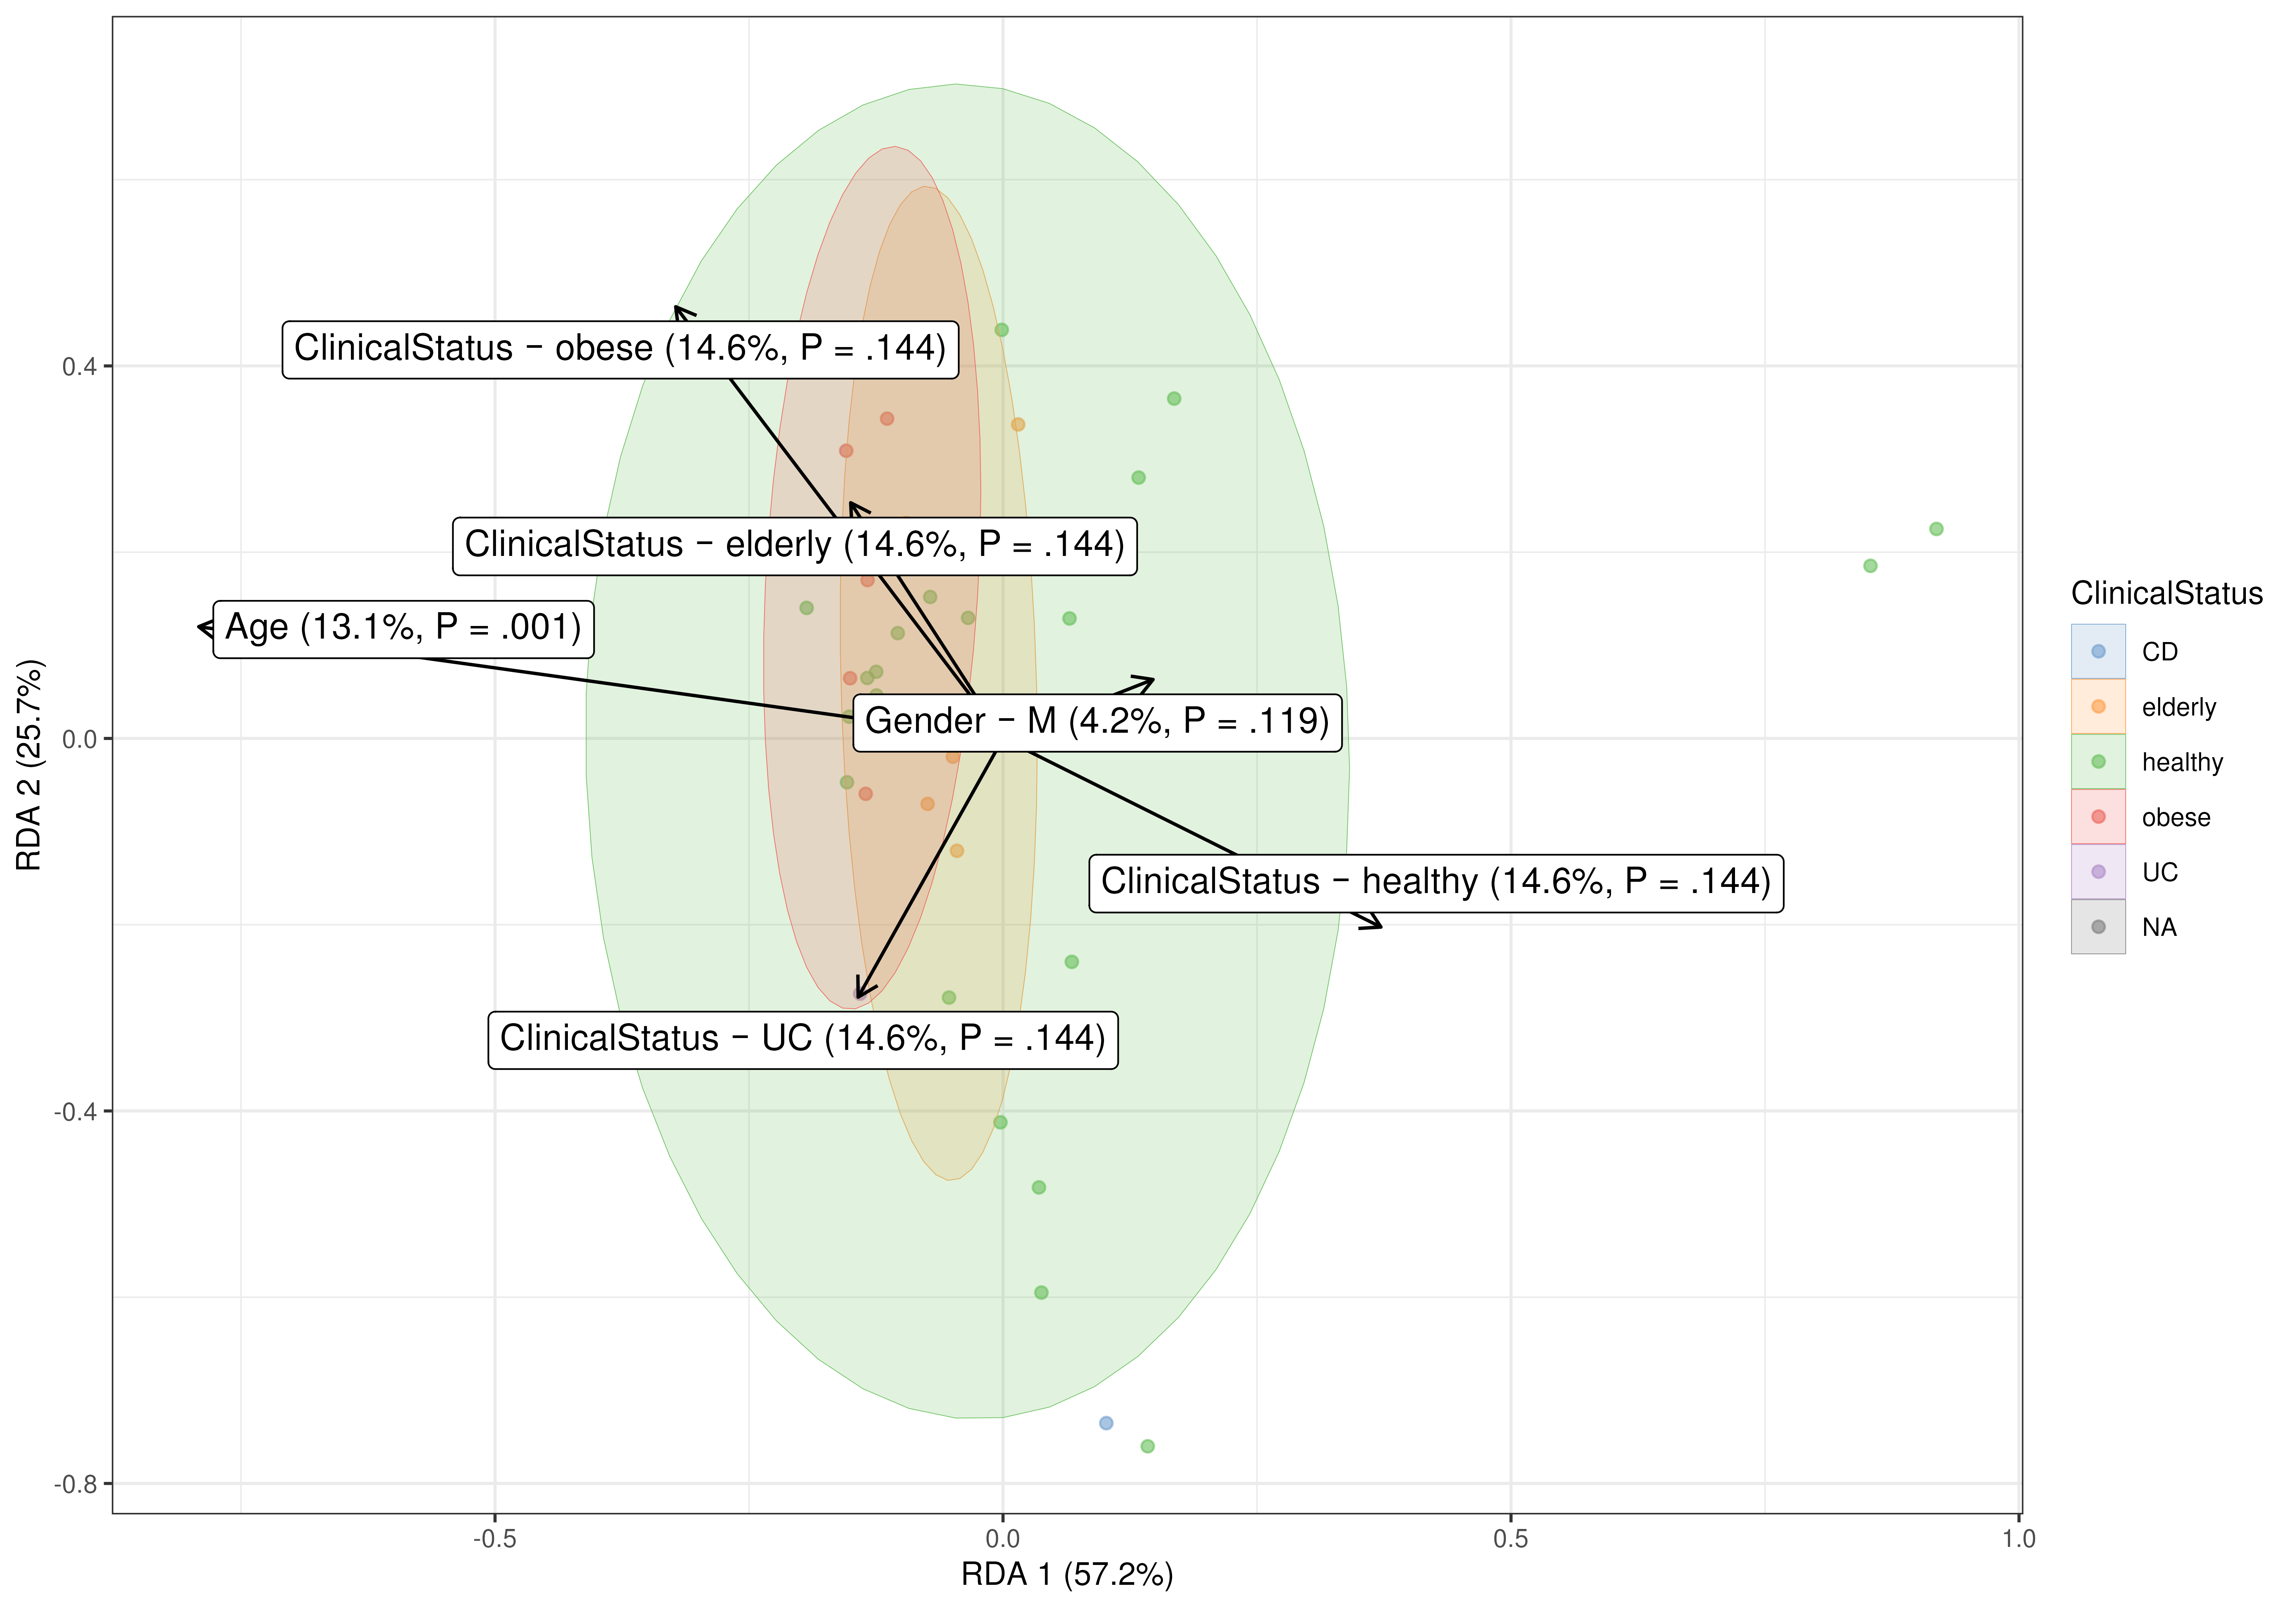 ClinicalStatus − obese (14.6%, P = .144)
ClinicalStatus − elderly (14.6%, P = .144)
Age (13.1%, P = .001)
Gender − M (4.2%, P = .119)
ClinicalStatus − healthy (14.6%, P = .144)
ClinicalStatus − UC (14.6%, P = .144)
0.4
0.0
-0.4
-0.8
RDA 2 (25.7%)
-0.5
0.0
0.5
1.0
RDA 1 (57.2%)
ClinicalStatus
CD
elderly
healthy
obese
UC
NA